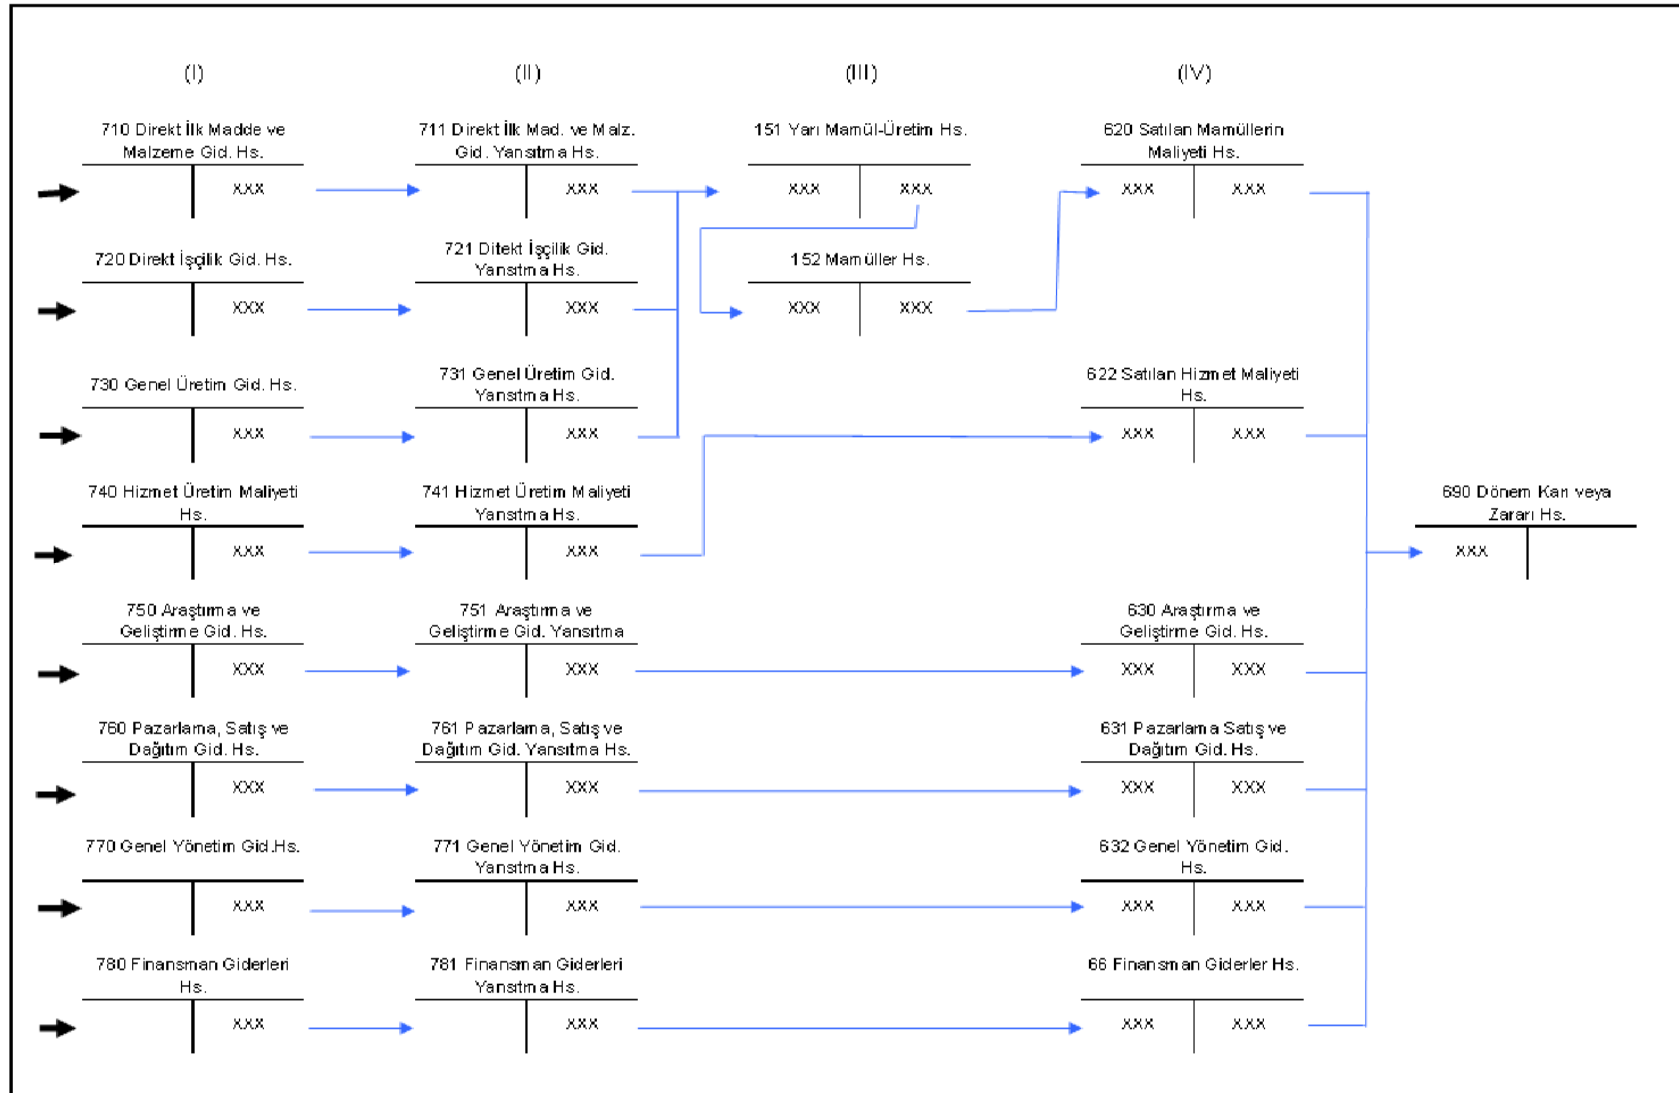 (I) (II) (III) (IV)
710 Direkt İlk Madde ve
Malzeme Gid. Hs.
XXX
711 Direkt İlk Mad. ve Malz.
Gid. Yansıtma Hs.
XXX
151 Yarı Mamül-Üretim Hs.
XXX XXX
620 Satılan Mamüllerin
Maliyeti Hs.
XXX XXX
720 Direkt İşçilik Gid. Hs.
XXX
721 Ditekt İşçilik Gid.
Yansıtma Hs.
XXX
152 Mamüller Hs.
XXX XXX
730 Genel Üretim Gid. Hs.
XXX
731 Genel Üretim Gid.
Yansıtma Hs.
XXX
622 Satılan Hizmet Maliyeti
Hs.
XXX XXX
740 Hizmet Üretim Maliyeti
Hs.
XXX
741 Hizmet Üretim Maliyeti
Yansıtma Hs.
XXX
690 Dönem Karı veya
Zararı Hs.
XXX
750 Araştırma ve
Geliştirme Gid. Hs.
XXX
751 Araştırma ve
Geliştirme Gid. Yansıtma
XXX
630 Araştırma ve
Geliştirme Gid. Hs.
XXX XXX
760 Pazarlama, Satış ve
Dağıtım Gid. Hs.
XXX
761 Pazarlama, Satış ve
Dağıtım Gid. Yansıtma Hs.
XXX
631 Pazarlama Satış ve
Dağıtım Gid. Hs.
XXX XXX
770 Genel Yönetim Gid.Hs.
XXX
771 Genel Yönetim Gid.
Yansıtma Hs.
XXX
632 Genel Yönetim Gid.
Hs.
XXX XXX
780 Finansman Giderleri
Hs.
XXX
781 Finansman Giderleri
Yansıtma Hs.
XXX
66 Finansman Giderler Hs.
XXX XXX